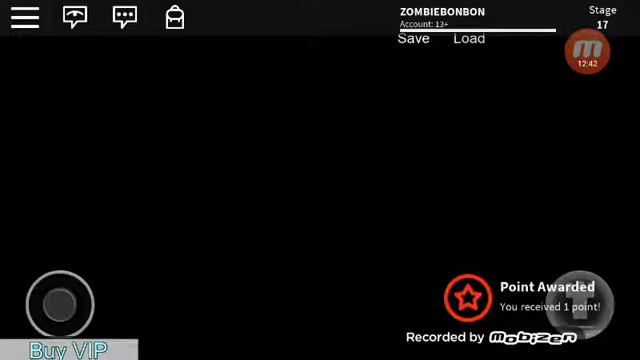 ZOMBIEBONBON
Account: 13+
Stage
17
Save Load
12:42
Point Awarded
You received 1 point!
Recorded by mobizen
Buy VIP